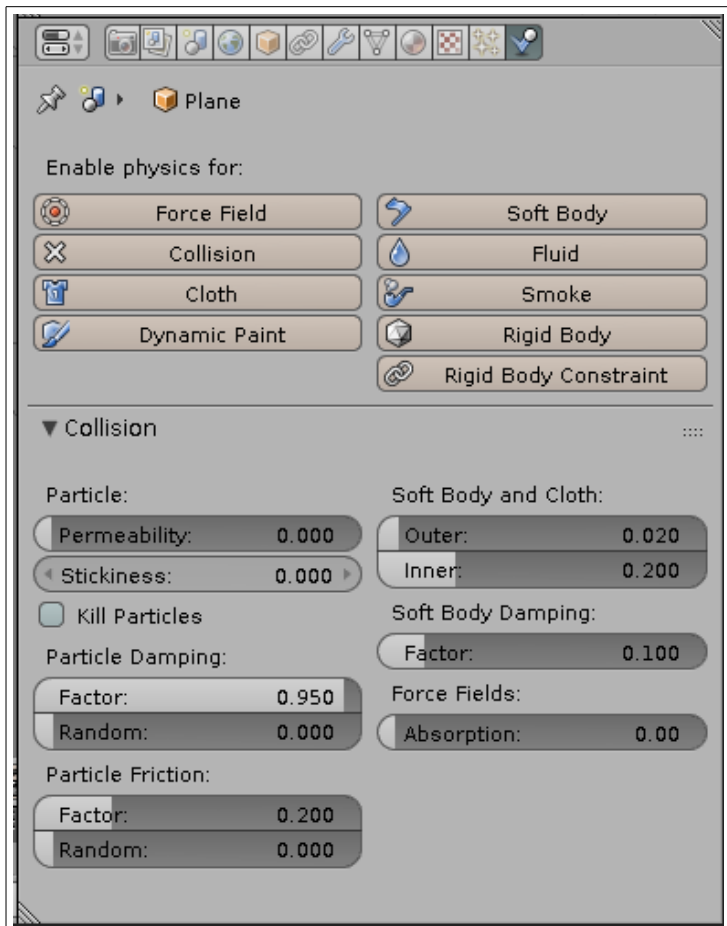 Plane
Enable physics for:
Force Field
Soft Body
Collision
Fluid
Cloth
Smoke
Dynamic Paint
Rigid Body
Rigid Body Constraint
Collision
Particle:
Permeability: 0.000
Stickiness: 0.000
Kill Particles
Particle Damping:
Factor: 0.950
Random: 0.000
Particle Friction:
Factor: 0.200
Random: 0.000
Soft Body and Cloth:
Outer: 0.020
Inner: 0.200
Soft Body Damping:
Factor: 0.100
Force Fields:
Absorption: 0.00